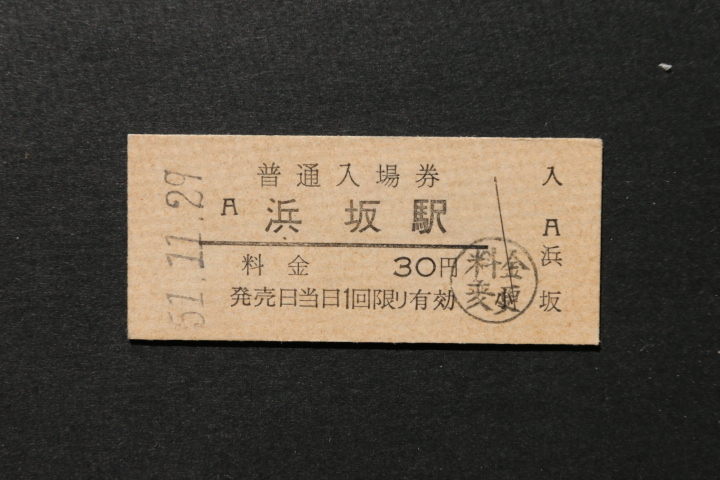 51.11.29
普通入場券
A 浜坂駅
料金 30円
発売日当日1回限り有効
料金
変更
小
入
A
浜
坂